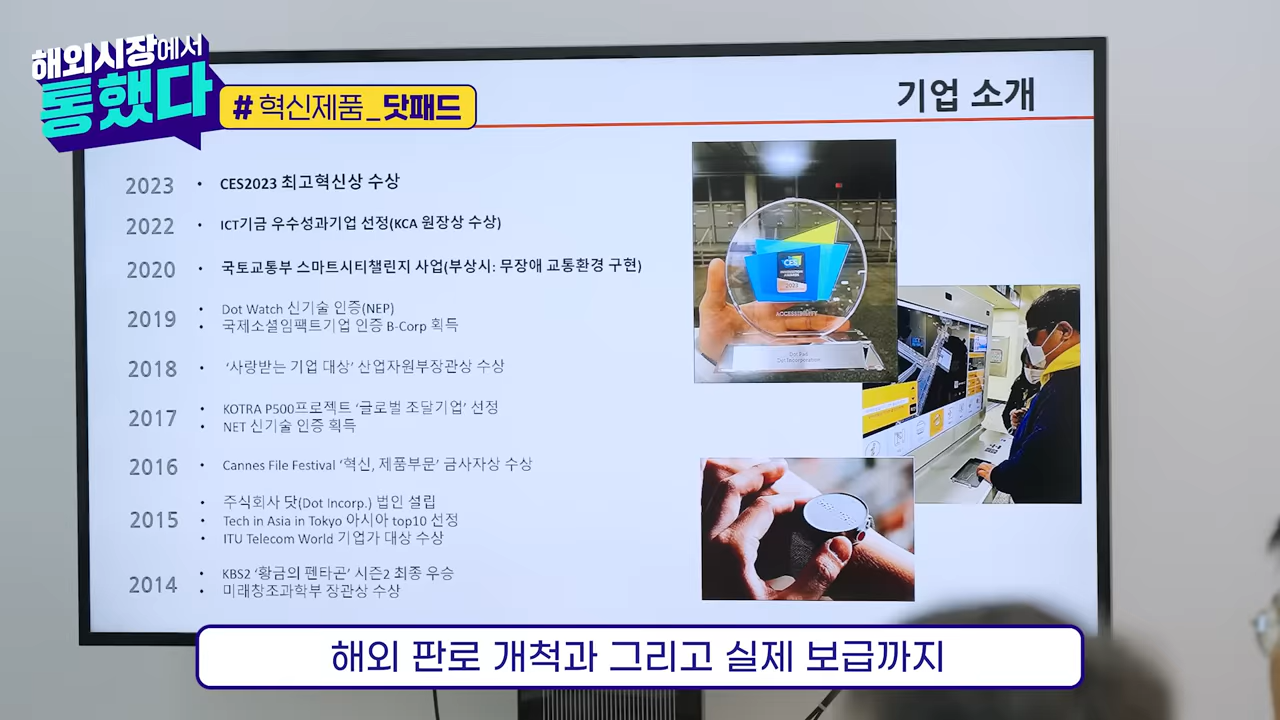 해외시장에서
통했다
# 혁신제품_닷패드
기업 소개
2023 • CES2023 최고혁신상 수상
2022 • ICT기금 우수성과기업 선정(KCA 원장상 수상)
2020 • 국토교통부 스마트시티챌린지 사업(부상시: 무장애 교통환경 구현)
2019 • Dot Watch 신기술 인증(NEP)
• 국제소셜임팩트기업 인증 B-Corp 획득
2018 • ‘사랑받는 기업 대상’ 산업자원부장관상 수상
2017 • KOTRA P500프로젝트 ‘글로벌 조달기업’ 선정
• NET 신기술 인증 획득
2016 • Cannes File Festival ‘혁신, 제품부문’ 금사자상 수상
2015 • 주식회사 닷(Dot Incorp.) 법인 설립
• Tech in Asia in Tokyo 아시아 top10 선정
• ITU Telecom World 기업가 대상 수상
2014 • KBS2 ‘황금의 펜타곤’ 시즌2 최종 우승
• 미래창조과학부 장관상 수상
CES
2023
ACCESSIBILITY
해외 판로 개척과 그리고 실제 보급까지